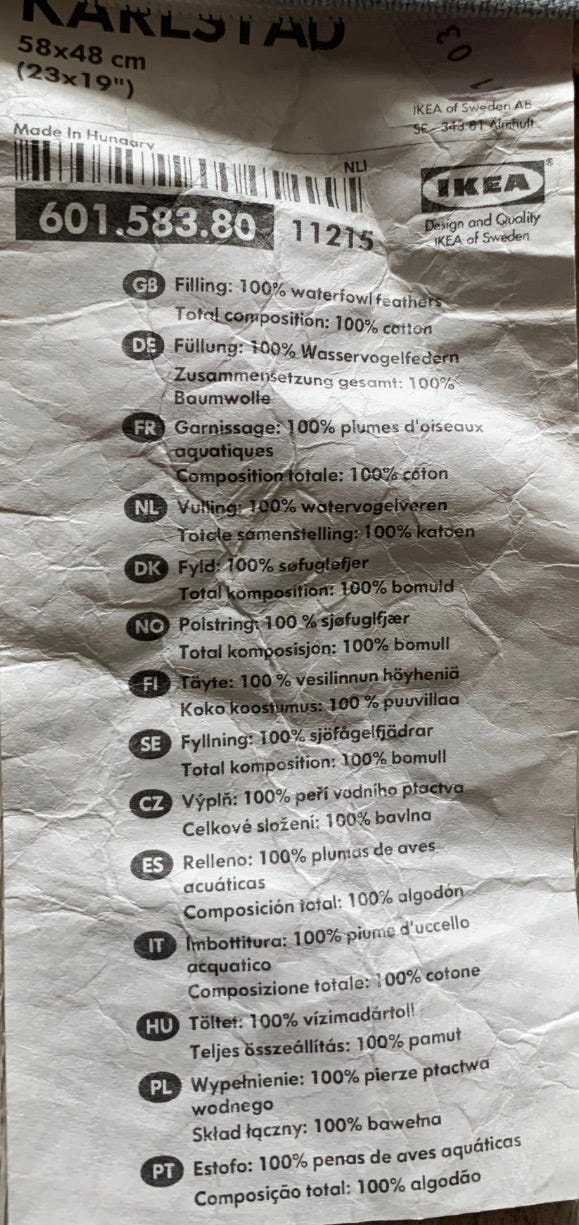 KARLSTAD
58x48 cm
(23x19")
03
1
IKEA of Sweden AB
SE - 343 81 Älmhult
Made In Hungary
NLI
IKEA®
601.583.80 11215
Design and Quality
IKEA of Sweden
GB Filling: 100% waterfowl feathers
Total composition: 100% cotton
DE Füllung: 100% Wasservogelfedern
Zusammensetzung gesamt: 100%
Baumwolle
FR Garnissage: 100% plumes d'oiseaux
aquatiques
Composition totale: 100% coton
NL Vulling: 100% watervogelveren
Totale samenstelling: 100% katoen
DK Fyld: 100% søfuglefjer
Total komposition: 100% bomuld
NO Polstring: 100 % sjøfuglfjær
Total komposisjon: 100% bomull
FI Täyte: 100 % vesilinnun höyheniä
Koko koostumus: 100 % puuvillaa
SE Fyllning: 100% sjöfågelfjädrar
Total komposition: 100% bomull
CZ Výplň: 100% peří vodního ptactva
Celkové složení: 100% bavlna
ES Relleno: 100% plumas de aves
acuáticas
Composición total: 100% algodón
IT Imbottitura: 100% piume d'uccello
acquatico
Composizione totale: 100% cotone
HU Töltet: 100% vízimadártoll
Teljes összeállítás: 100% pamut
PL Wypełnienie: 100% pierze ptactwa
wodnego
Skład łączny: 100% bawełna
PT Estofo: 100% penas de aves aquáticas
Composição total: 100% algodão